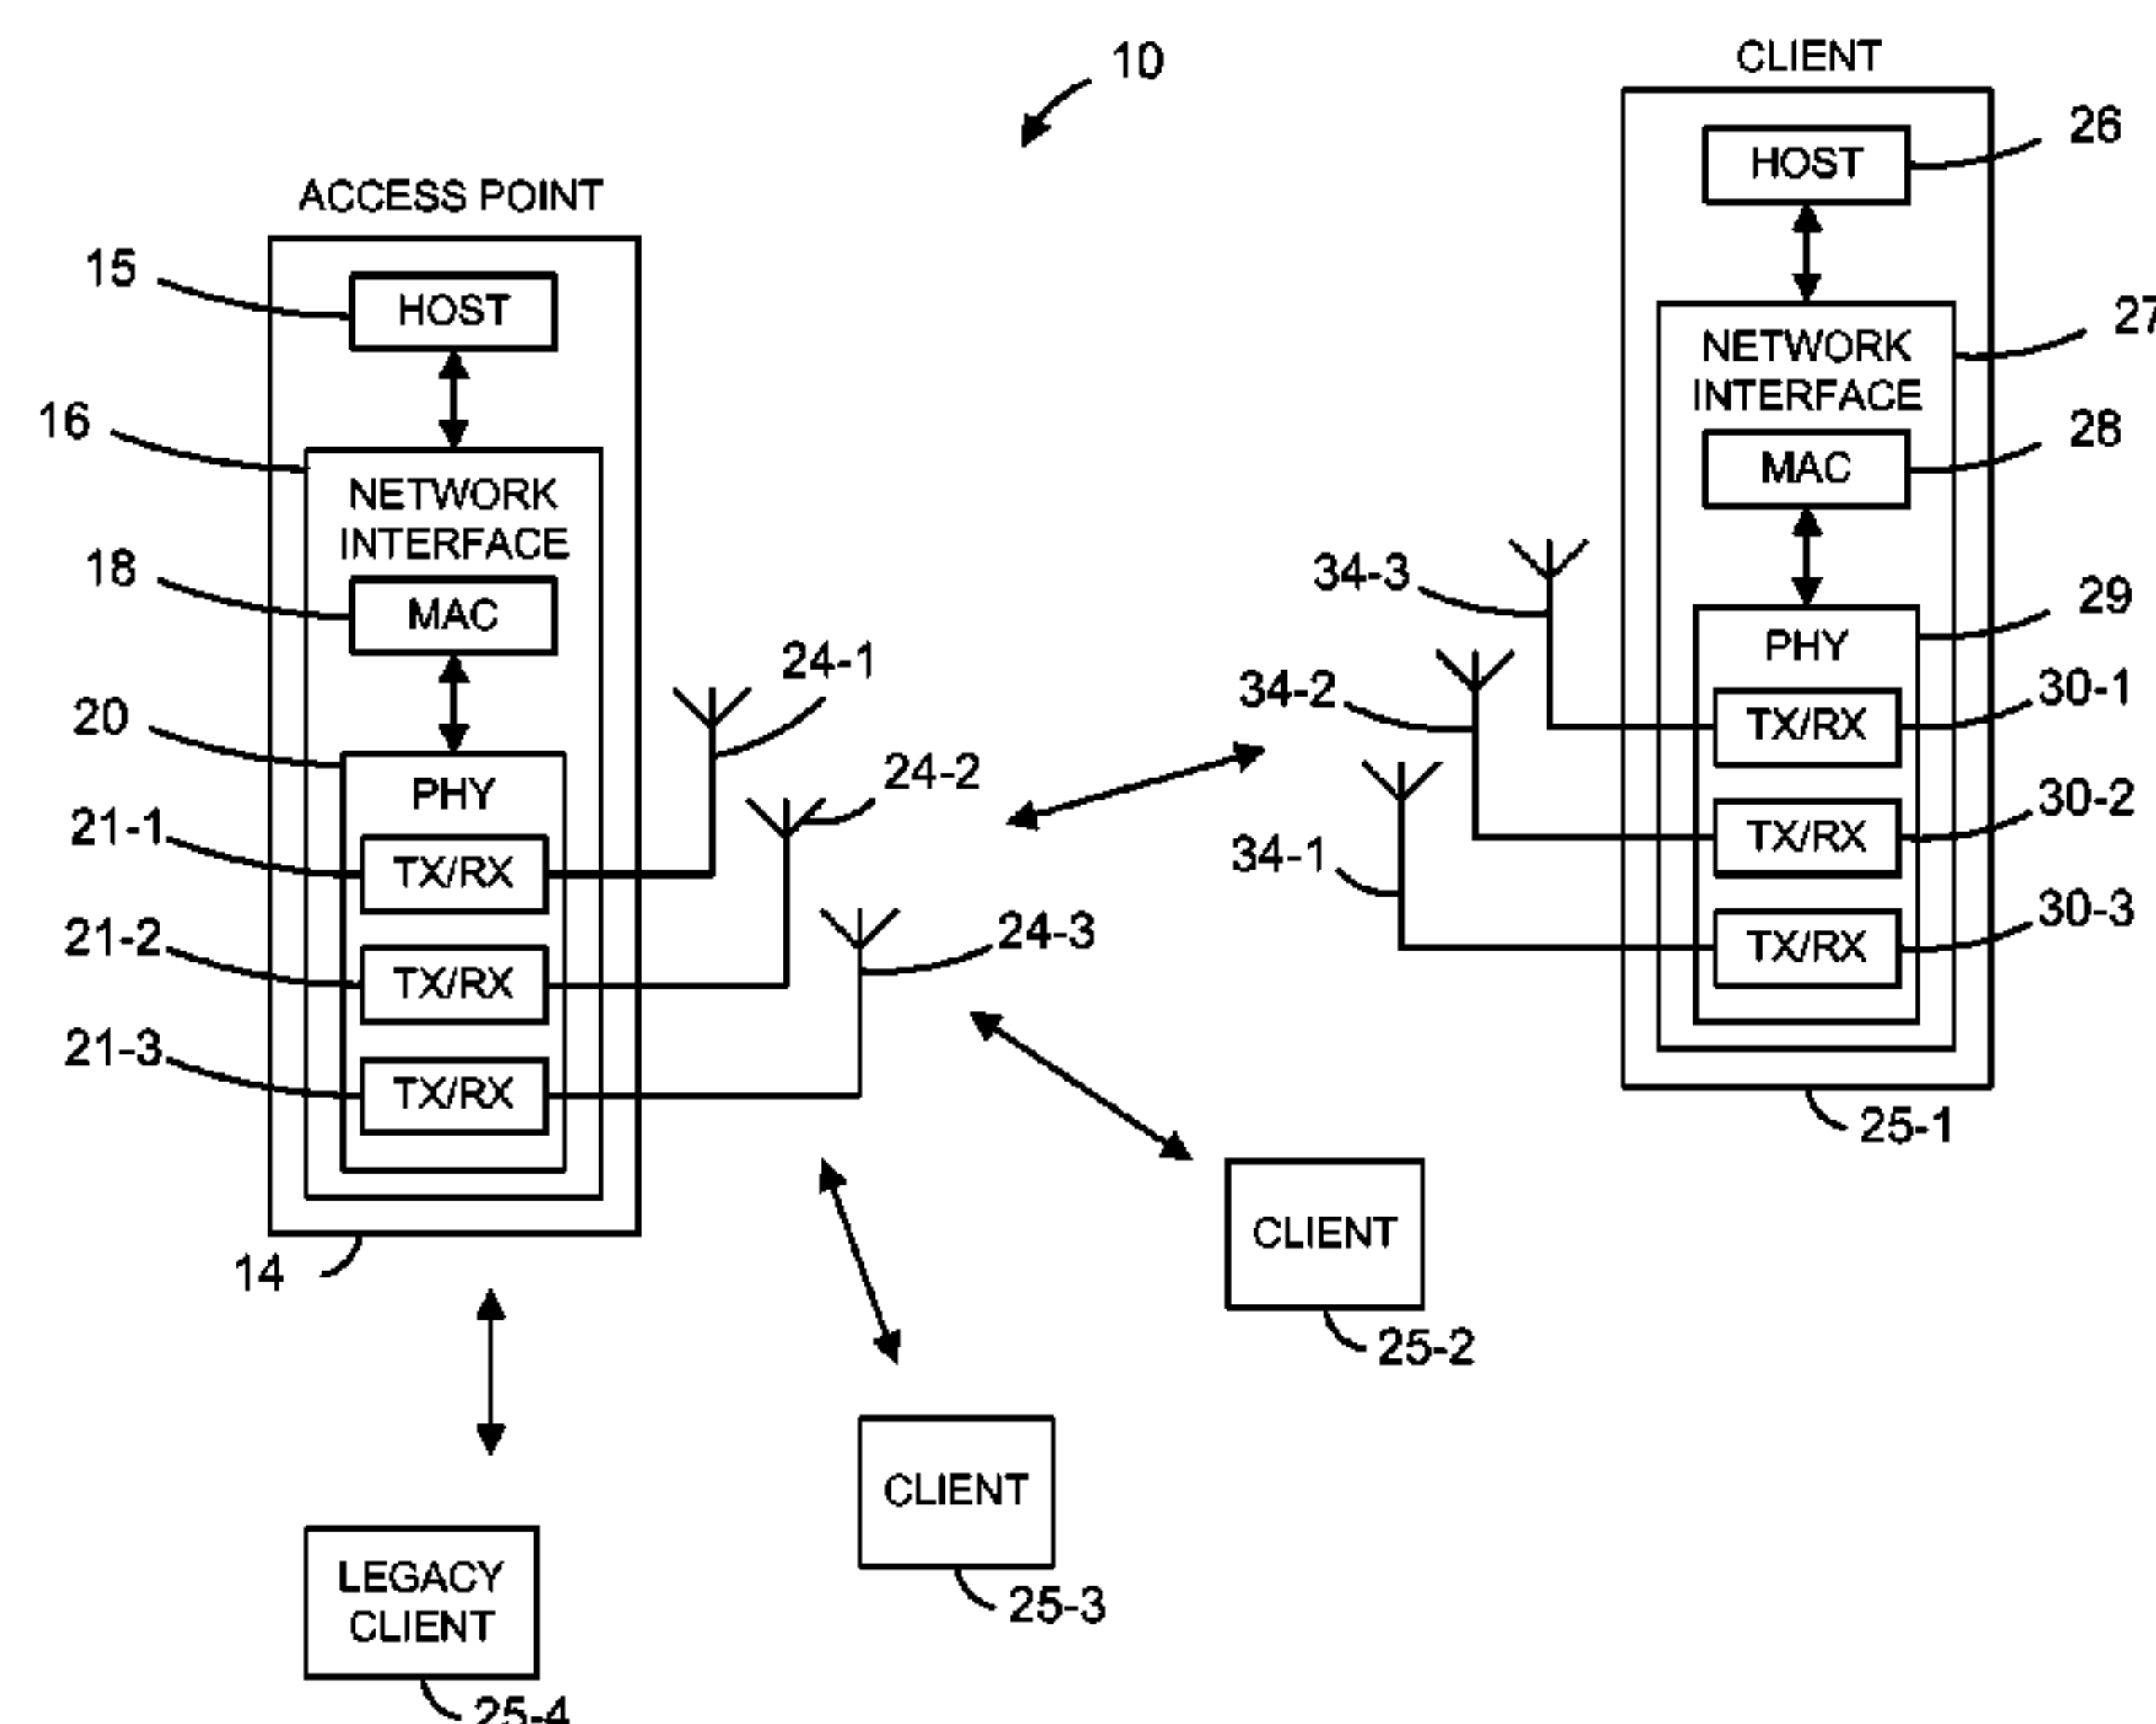 10
ACCESS POINT
15
HOST
16
NETWORK
INTERFACE
18
MAC
20
PHY
21-1
TX/RX
21-2
TX/RX
21-3
TX/RX
14
24-1
24-2
24-3
CLIENT
26
HOST
27
NETWORK
INTERFACE
28
MAC
29
PHY
30-1
TX/RX
30-2
TX/RX
30-3
TX/RX
25-1
34-3
34-2
34-1
CLIENT
25-2
CLIENT
25-3
LEGACY
CLIENT
25-4